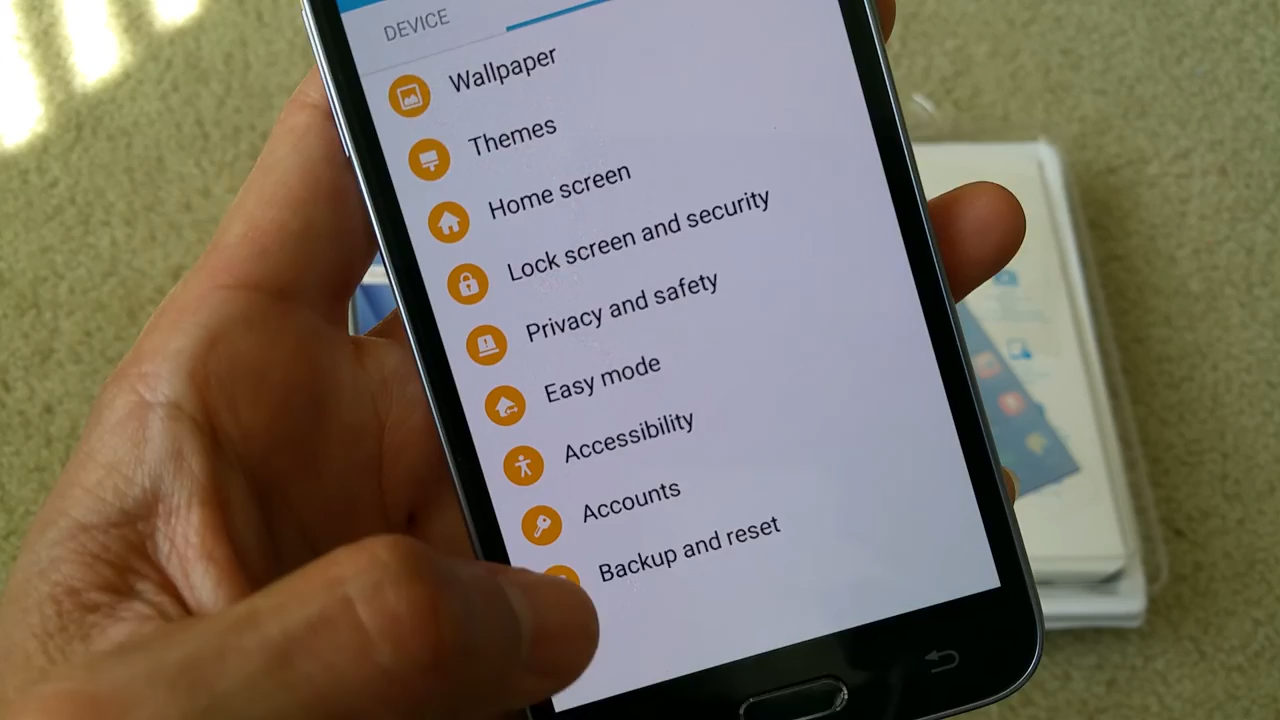 DEVICE
Wallpaper
Themes
Home screen
Lock screen and security
Privacy and safety
Easy mode
Accessibility
Accounts
Backup and reset